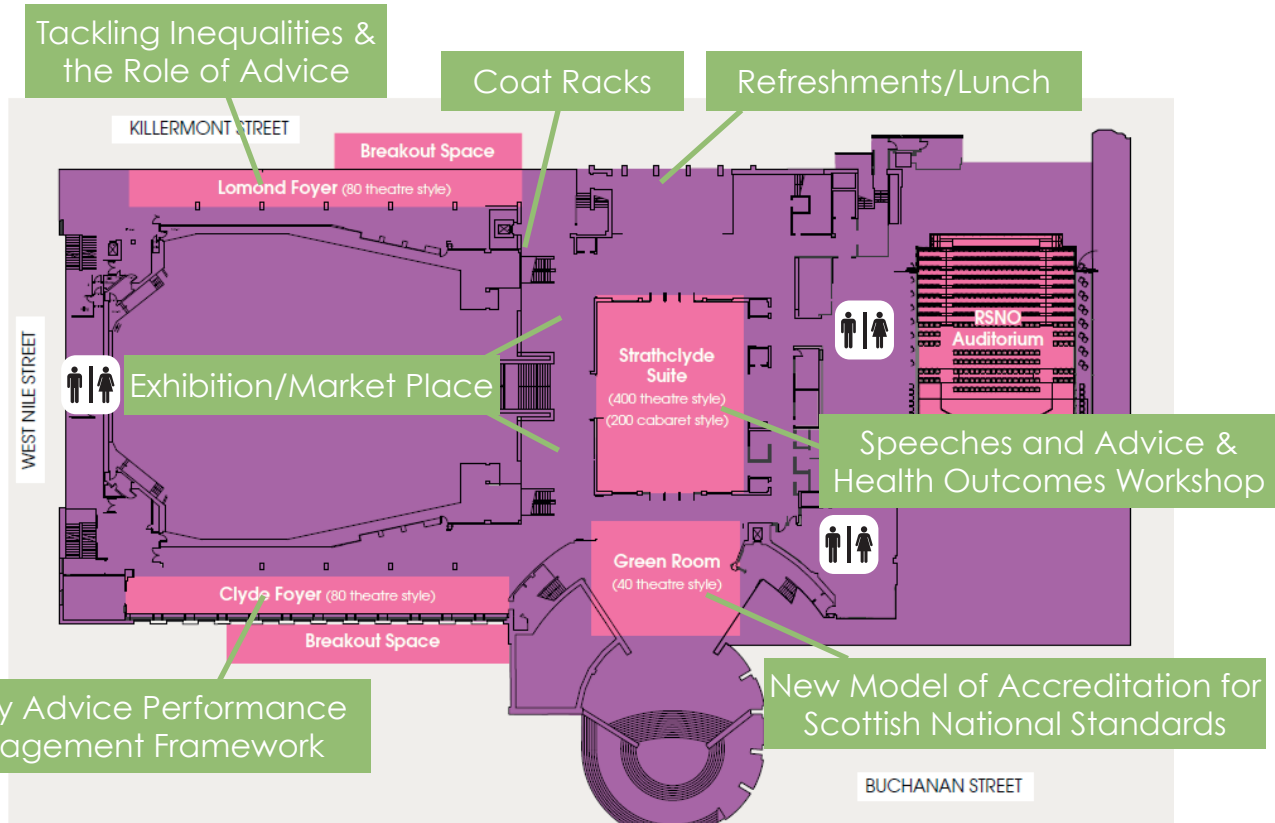 Tackling Inequalities &
the Role of Advice
Coat Racks
Refreshments/Lunch
KILLERMONT STREET
Breakout Space
Lomond Foyer (80 theatre style)
WEST NILE STREET
Exhibition/Market Place
Strathclyde
Suite
(400 theatre style)
(200 cabaret style)
RSNO
Auditorium
Speeches and Advice &
Health Outcomes Workshop
Green Room
(40 theatre style)
Clyde Foyer (80 theatre style)
Breakout Space
y Advice Performance
agement Framework
New Model of Accreditation for
Scottish National Standards
BUCHANAN STREET